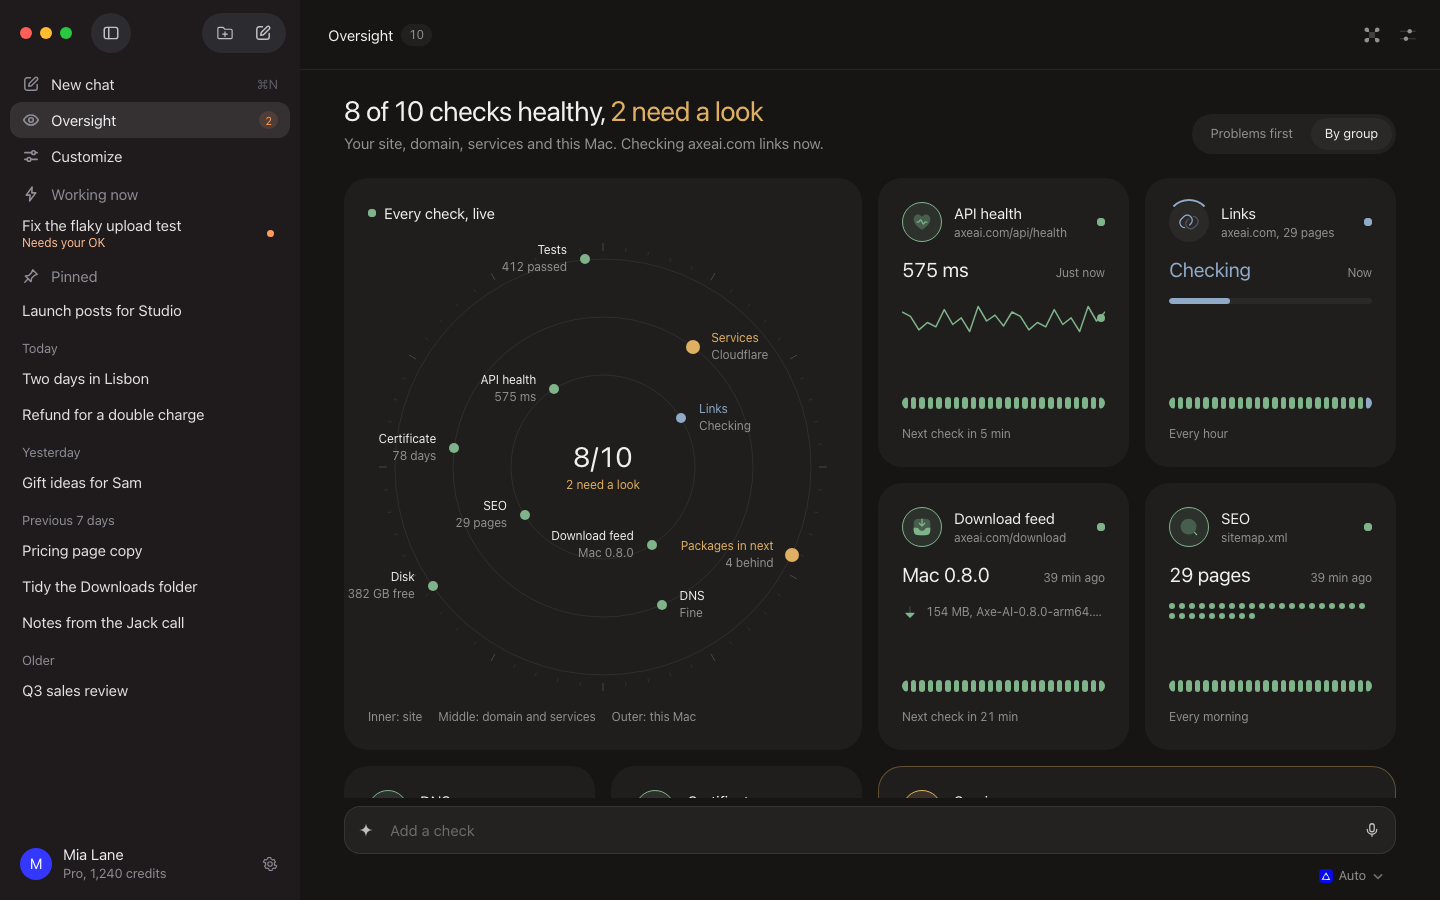 New chat
⌘N
Oversight
2
Customize
Working now
Fix the flaky upload test
Needs your OK
Pinned
Launch posts for Studio
Today
Two days in Lisbon
Refund for a double charge
Yesterday
Gift ideas for Sam
Previous 7 days
Pricing page copy
Tidy the Downloads folder
Notes from the Jack call
Older
Q3 sales review
M
Mia Lane
Pro, 1,240 credits
Oversight 10
8 of 10 checks healthy, 2 need a look
Your site, domain, services and this Mac. Checking axeai.com links now.
Problems first
By group
Every check, live
Tests
412 passed
Services
Cloudflare
API health
575 ms
Links
Checking
Certificate
78 days
8/10
2 need a look
SEO
29 pages
Download feed
Mac 0.8.0
Packages in next
4 behind
Disk
382 GB free
DNS
Fine
Inner: site
Middle: domain and services
Outer: this Mac
API health
axeai.com/api/health
575 ms
Just now
Next check in 5 min
Links
axeai.com, 29 pages
Checking
Now
Every hour
Download feed
axeai.com/download
Mac 0.8.0
39 min ago
154 MB, Axe-AI-0.8.0-arm64....
Next check in 21 min
SEO
sitemap.xml
29 pages
39 min ago
Every morning
Add a check
Auto